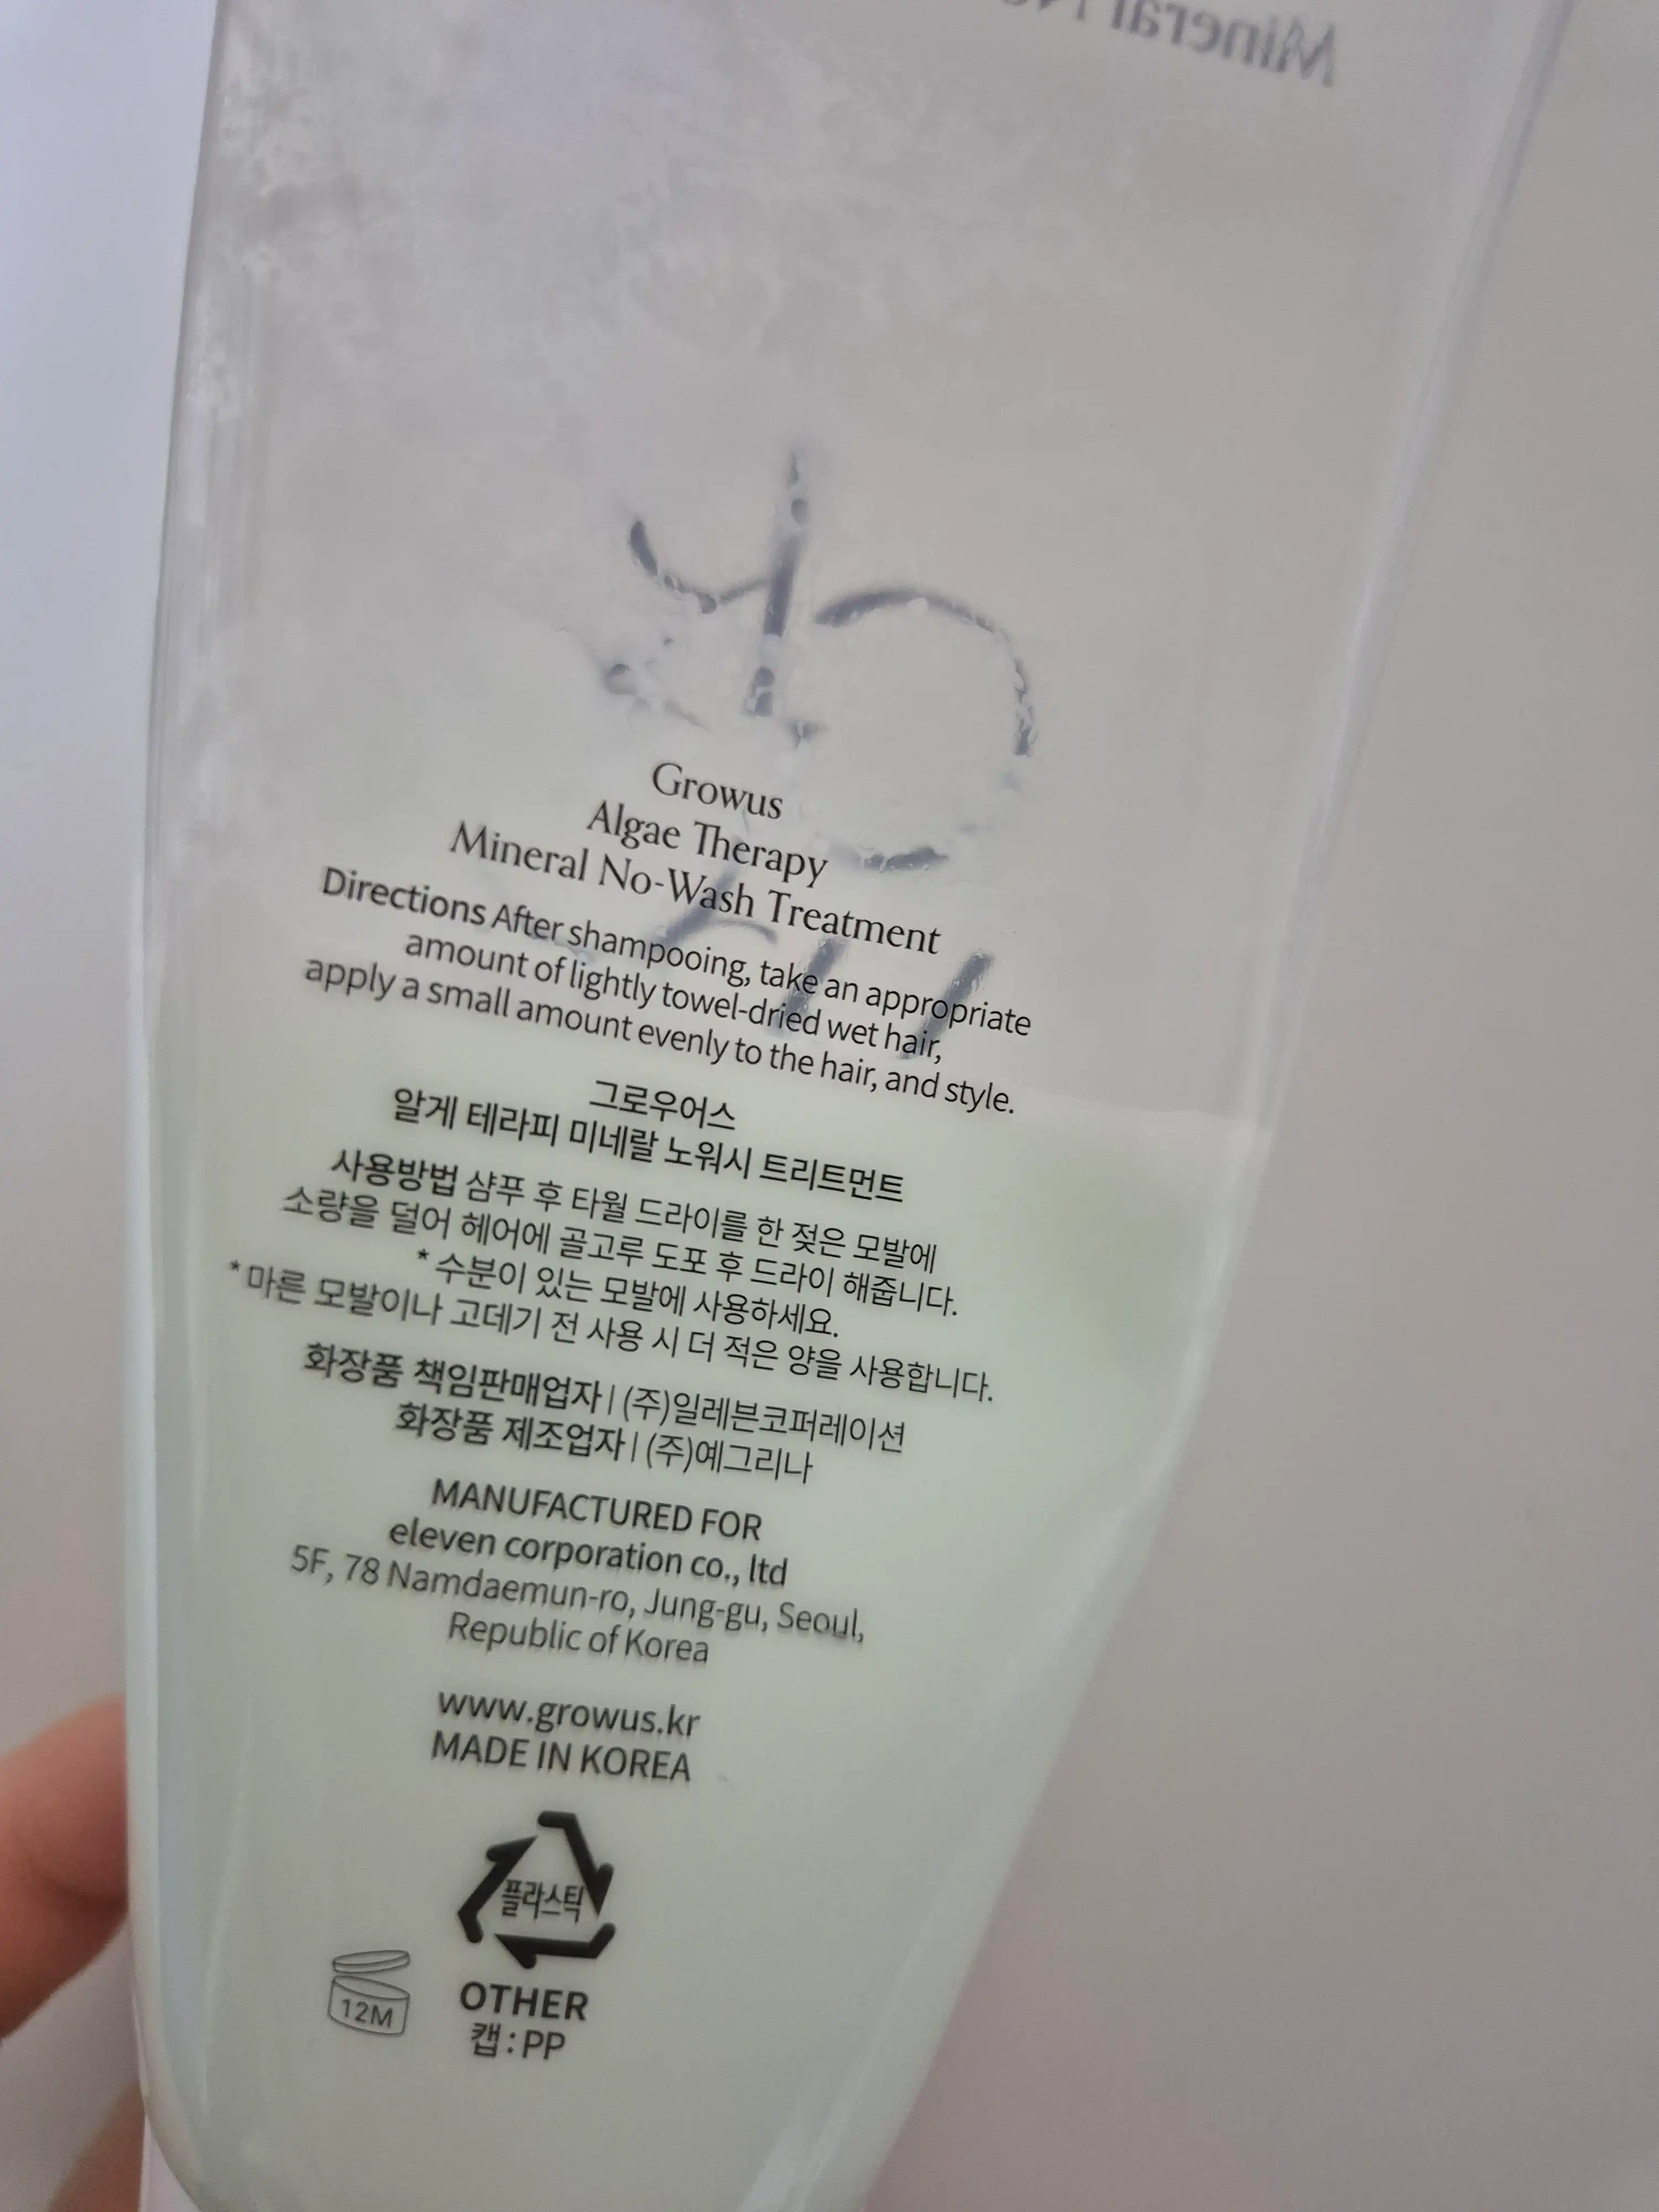 Mineral
Growus
Algae Therapy
Mineral No-Wash Treatment
Directions After shampooing, take an appropriate
amount of lightly towel-dried wet hair,
apply a small amount evenly to the hair, and style.
그로우어스
알게 테라피 미네랄 노워시 트리트먼트
사용방법 샴푸 후 타월 드라이를 한 젖은 모발에
소량을 덜어 헤어에 골고루 도포 후 드라이 해줍니다.
* 수분이 있는 모발에 사용하세요.
* 마른 모발이나 고데기 전 사용 시 더 적은 양을 사용합니다.
화장품 책임판매업자 | (주)일레븐코퍼레이션
화장품 제조업자 | (주)예그리나
MANUFACTURED FOR
eleven corporation co., ltd
5F, 78 Namdaemun-ro, Jung-gu, Seoul,
Republic of Korea
www.growus.kr
MADE IN KOREA
플라스틱
OTHER
캡 : PP
12M